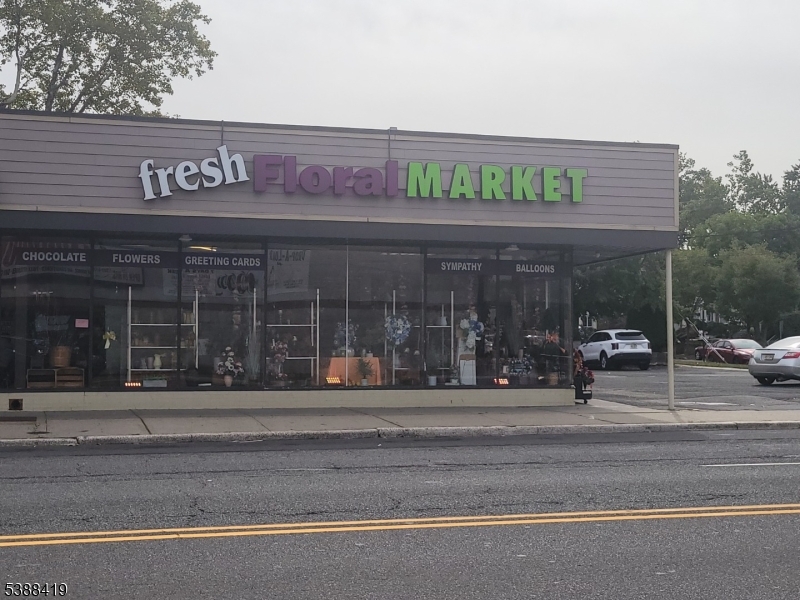 fresh Floral MARKET
CHOCOLATE FLOWERS GREETING CARDS SYMPATHY BALLOONS
5388419